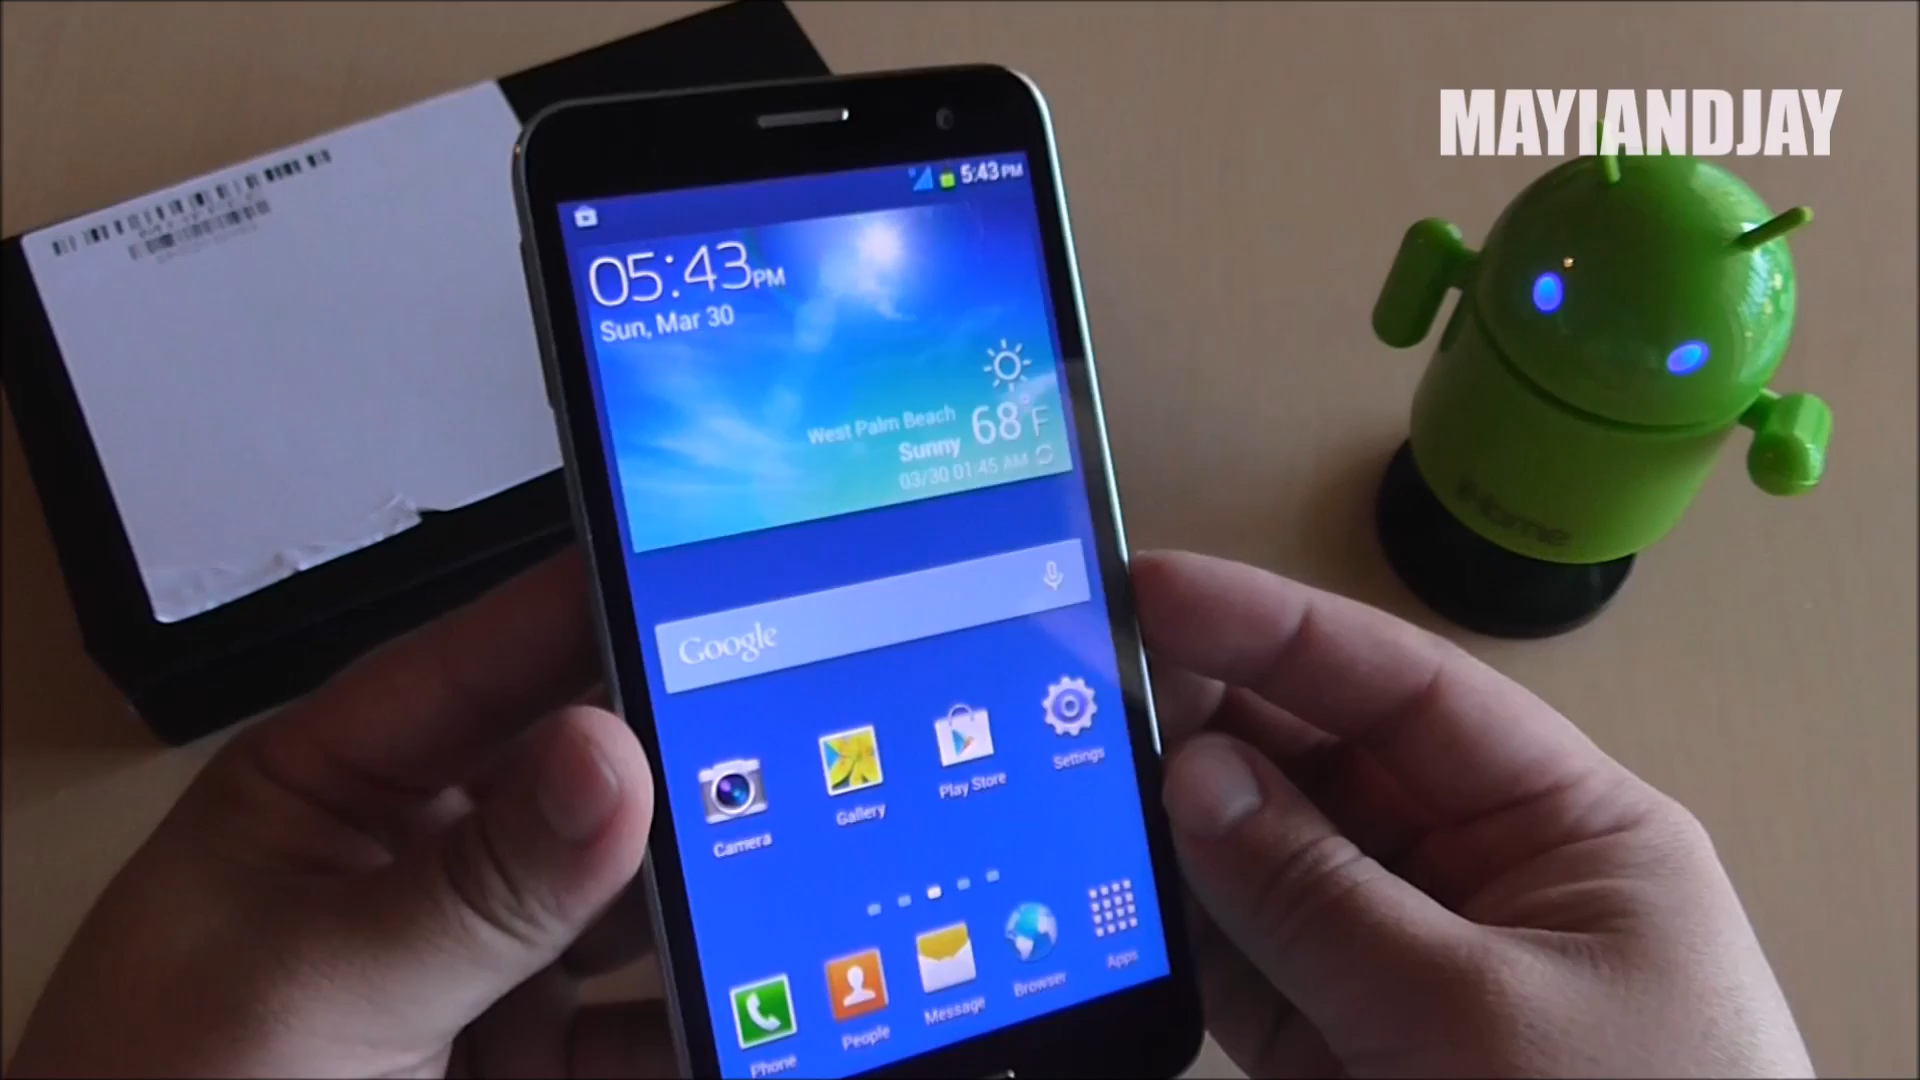 MAYIANDJAY
5:43 PM
05:43PM
Sun, Mar 30
West Palm Beach
68°F
Sunny
03/30 01:45 AM
Google
Camera
Gallery
Play Store
Settings
Phone
People
Message
Browser
Apps
iHome